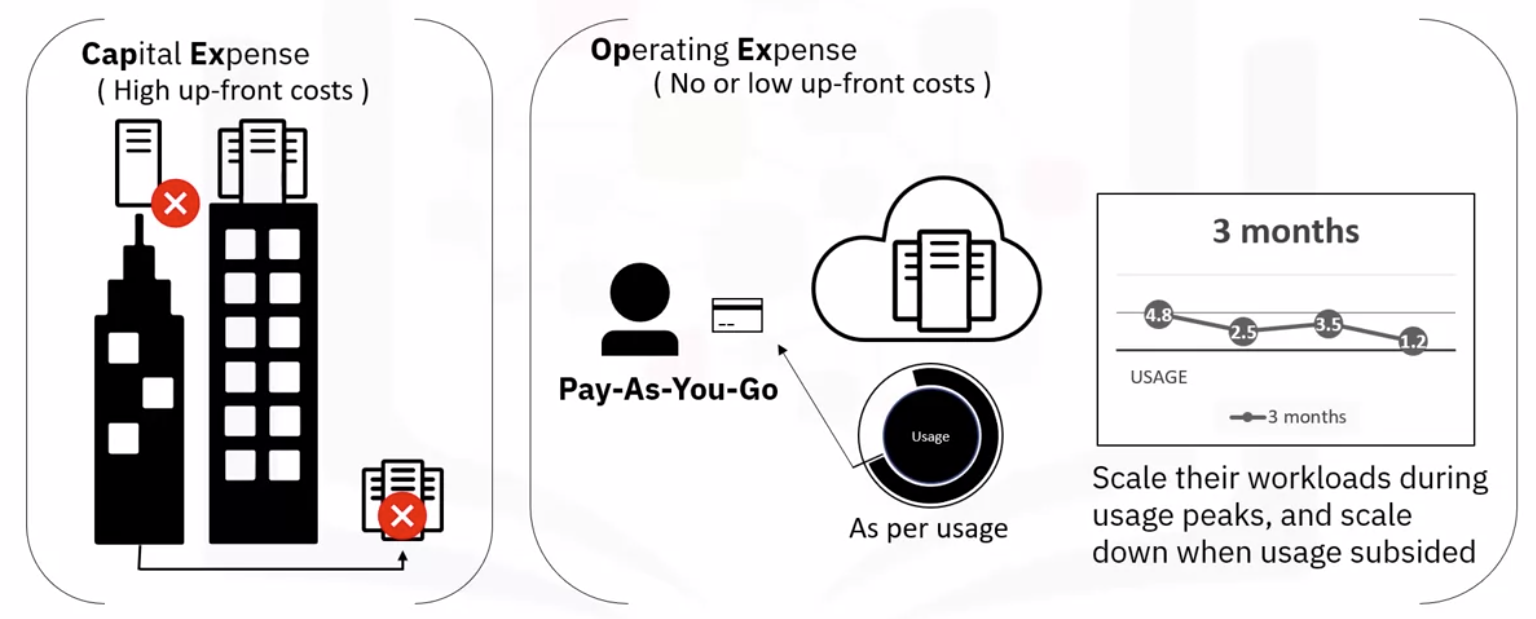 Capital Expense
( High up-front costs )
Operating Expense
( No or low up-front costs )
Pay-As-You-Go
Usage
As per usage
3 months
4.8
2.5
3.5
1.2
USAGE
3 months
Scale their workloads during
usage peaks, and scale
down when usage subsided